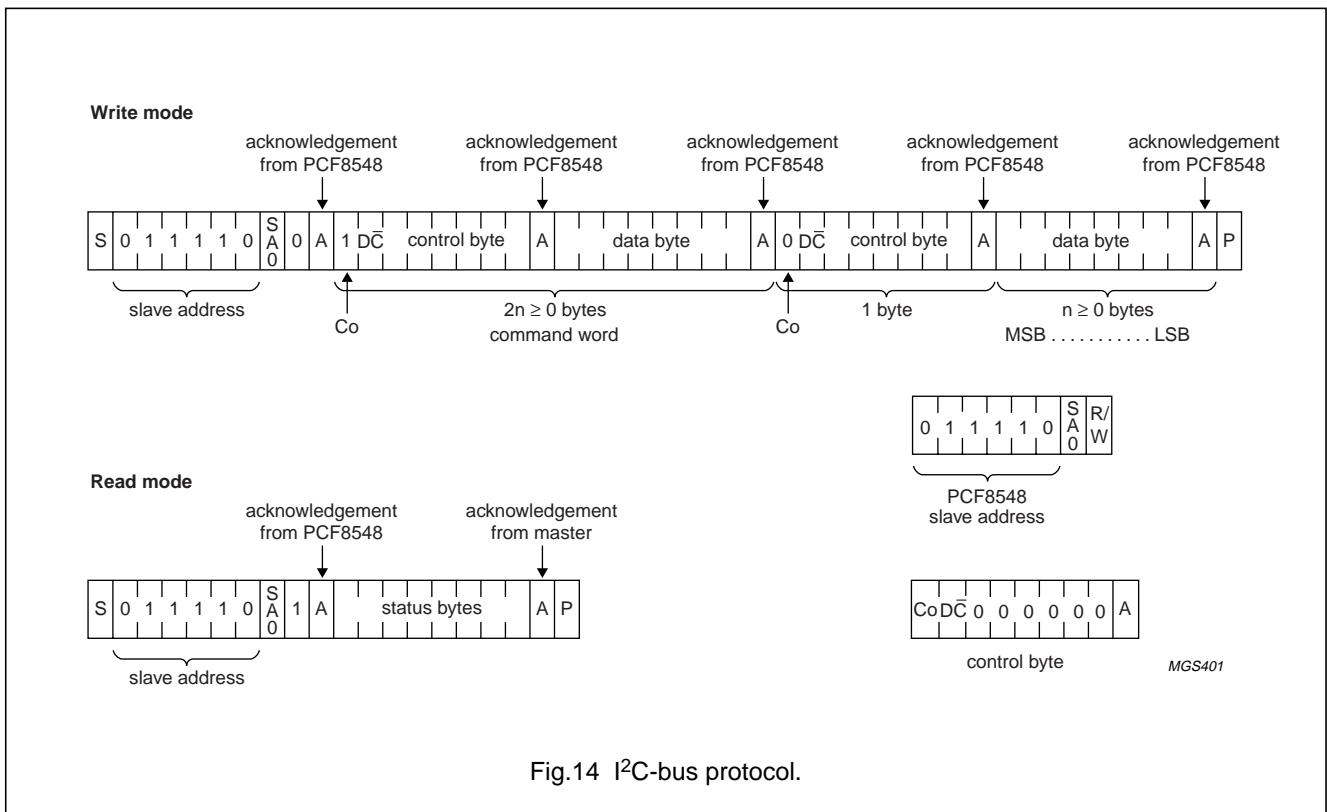 Write mode
acknowledgement from PCF8548
acknowledgement from PCF8548
acknowledgement from PCF8548
acknowledgement from PCF8548
acknowledgement from PCF8548
S 0 1 1 1 1 0 SA0 0 A 1 DC̅ control byte A data byte A 0 DC̅ control byte A data byte A P
slave address
Co
2n ≥ 0 bytes
command word
Co
1 byte
n ≥ 0 bytes
MSB . . . . . . . . . . . LSB
0 1 1 1 1 0 SA0 R/W
PCF8548
slave address
Read mode
acknowledgement from PCF8548
acknowledgement from master
S 0 1 1 1 1 0 SA0 1 A status bytes A P
slave address
Co DC̅ 0 0 0 0 0 0 A
control byte
MGS401
Fig.14 I²C-bus protocol.